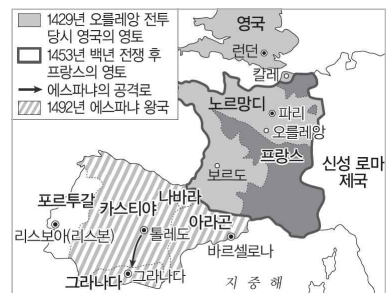 1429년 오를레앙 전투
당시 영국의 영토
1453년 백년 전쟁 후
프랑스의 영토
에스파냐의 공격로
1492년 에스파냐 왕국
영국
런던
칼레
노르망디
파리
오를레앙
프랑스
신성 로마
제국
보르도
나바라
포르투갈
카스티야
아라곤
리스보아(리스본)
톨레도
바르셀로나
그라나다
그라나다
지중해